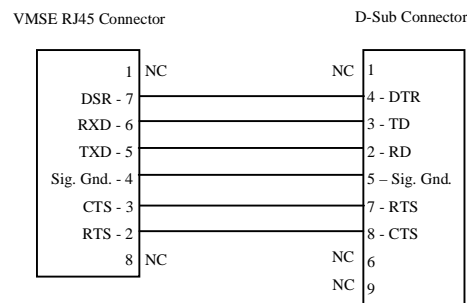 VMSE RJ45 Connector D-Sub Connector
1 NC NC 1
DSR - 7 4 - DTR
RXD - 6 3 - TD
TXD - 5 2 - RD
Sig. Gnd. - 4 5 – Sig. Gnd.
CTS - 3 7 - RTS
RTS - 2 8 - CTS
8 NC NC 6
NC 9